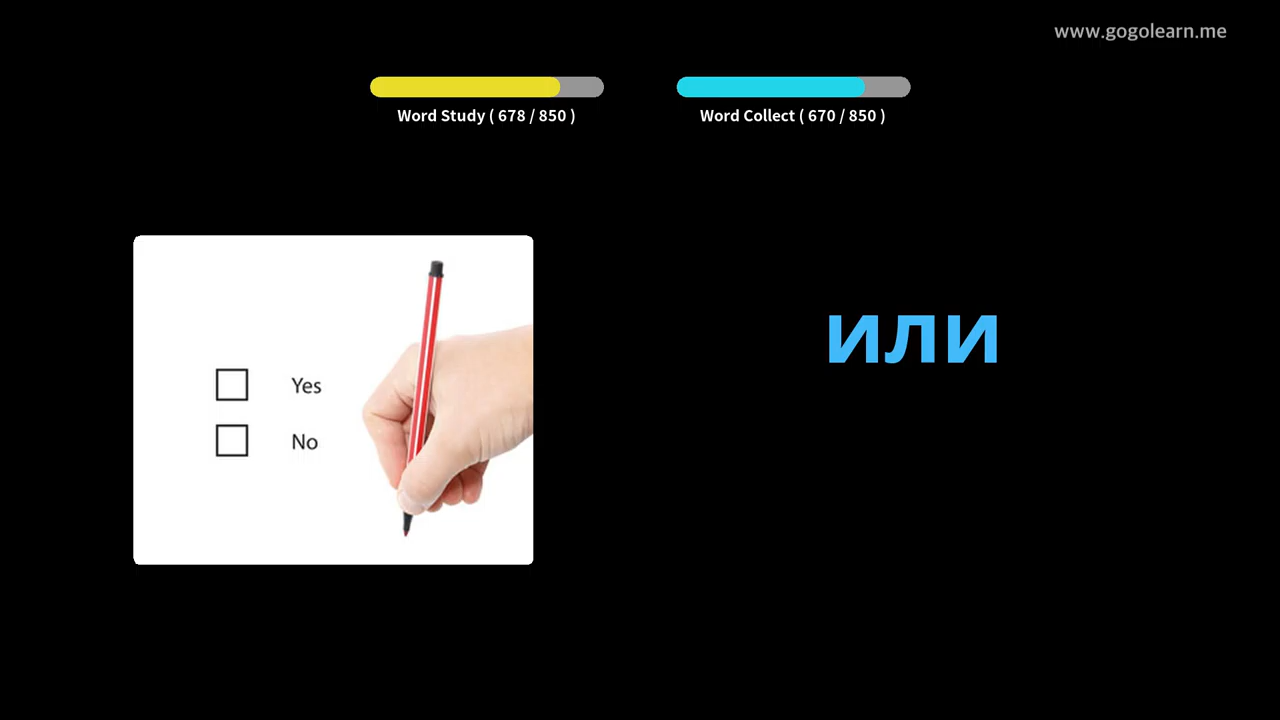 www.gogolearn.me
Word Study ( 678 / 850 )
Word Collect ( 670 / 850 )
или
Yes
No